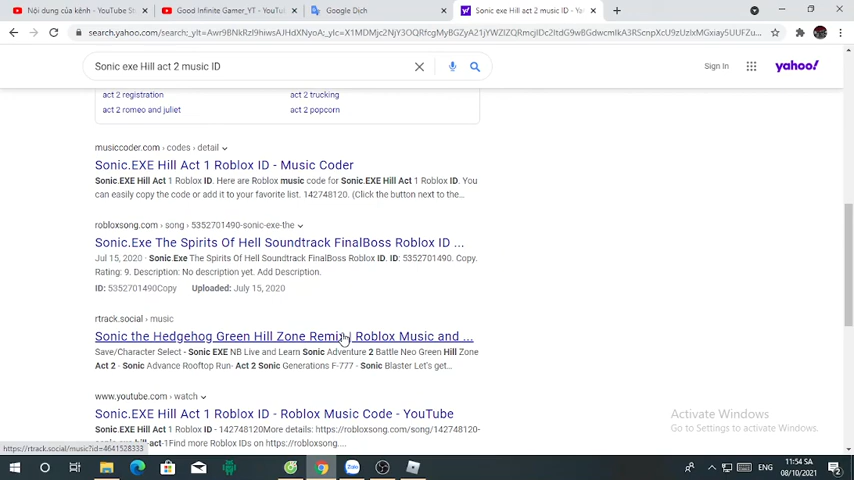 Nội dung của kênh - YouTube S
Good Infinite Gamer_YT - YouTu
Google Dịch
Sonic exe Hill act 2 music ID - Ya
Sonic exe Hill act 2 music ID
Sign In
yahoo!
act 2 registration
act 2 trucking
act 2 romeo and juliet
act 2 popcorn
musiccoder.com › codes › detail
Sonic.EXE Hill Act 1 Roblox ID - Music Coder
Sonic.EXE Hill Act 1 Roblox ID. Here are Roblox music code for Sonic.EXE Hill Act 1 Roblox ID. You
can easily copy the code or add it to your favorite list. 142748120. (Click the button next to the...
robloxsong.com › song › 5352701490-sonic-exe-the
Sonic.Exe The Spirits Of Hell Soundtrack FinalBoss Roblox ID ...
Jul 15, 2020 · Sonic.Exe The Spirits Of Hell Soundtrack FinalBoss Roblox ID. ID: 5352701490. Copy.
Rating: 9. Description: No description yet. Add Description.
ID: 5352701490Copy Uploaded: July 15, 2020
rtrack.social › music
Sonic the Hedgehog Green Hill Zone Remix | Roblox Music and ...
Save/Character Select - Sonic EXE NB Live and Learn Sonic Adventure 2 Battle Neo Green Hill Zone
Act 2 - Sonic Advance Rooftop Run- Act 2 Sonic Generations F-777 - Sonic Blaster Let's get...
www.youtube.com › watch
Sonic.EXE Hill Act 1 Roblox ID - Roblox Music Code - YouTube
Sonic.EXE Hill Act 1 Roblox ID - 142748120More details: https://robloxsong.com/song/142748120-
1Find more Roblox IDs on https://robloxsong....
Activate Windows
Go to Settings to activate Windows.
https://rtrack.social/music?id=4641528333
Zalo
ENG
11:54 SA
08/10/2021
2